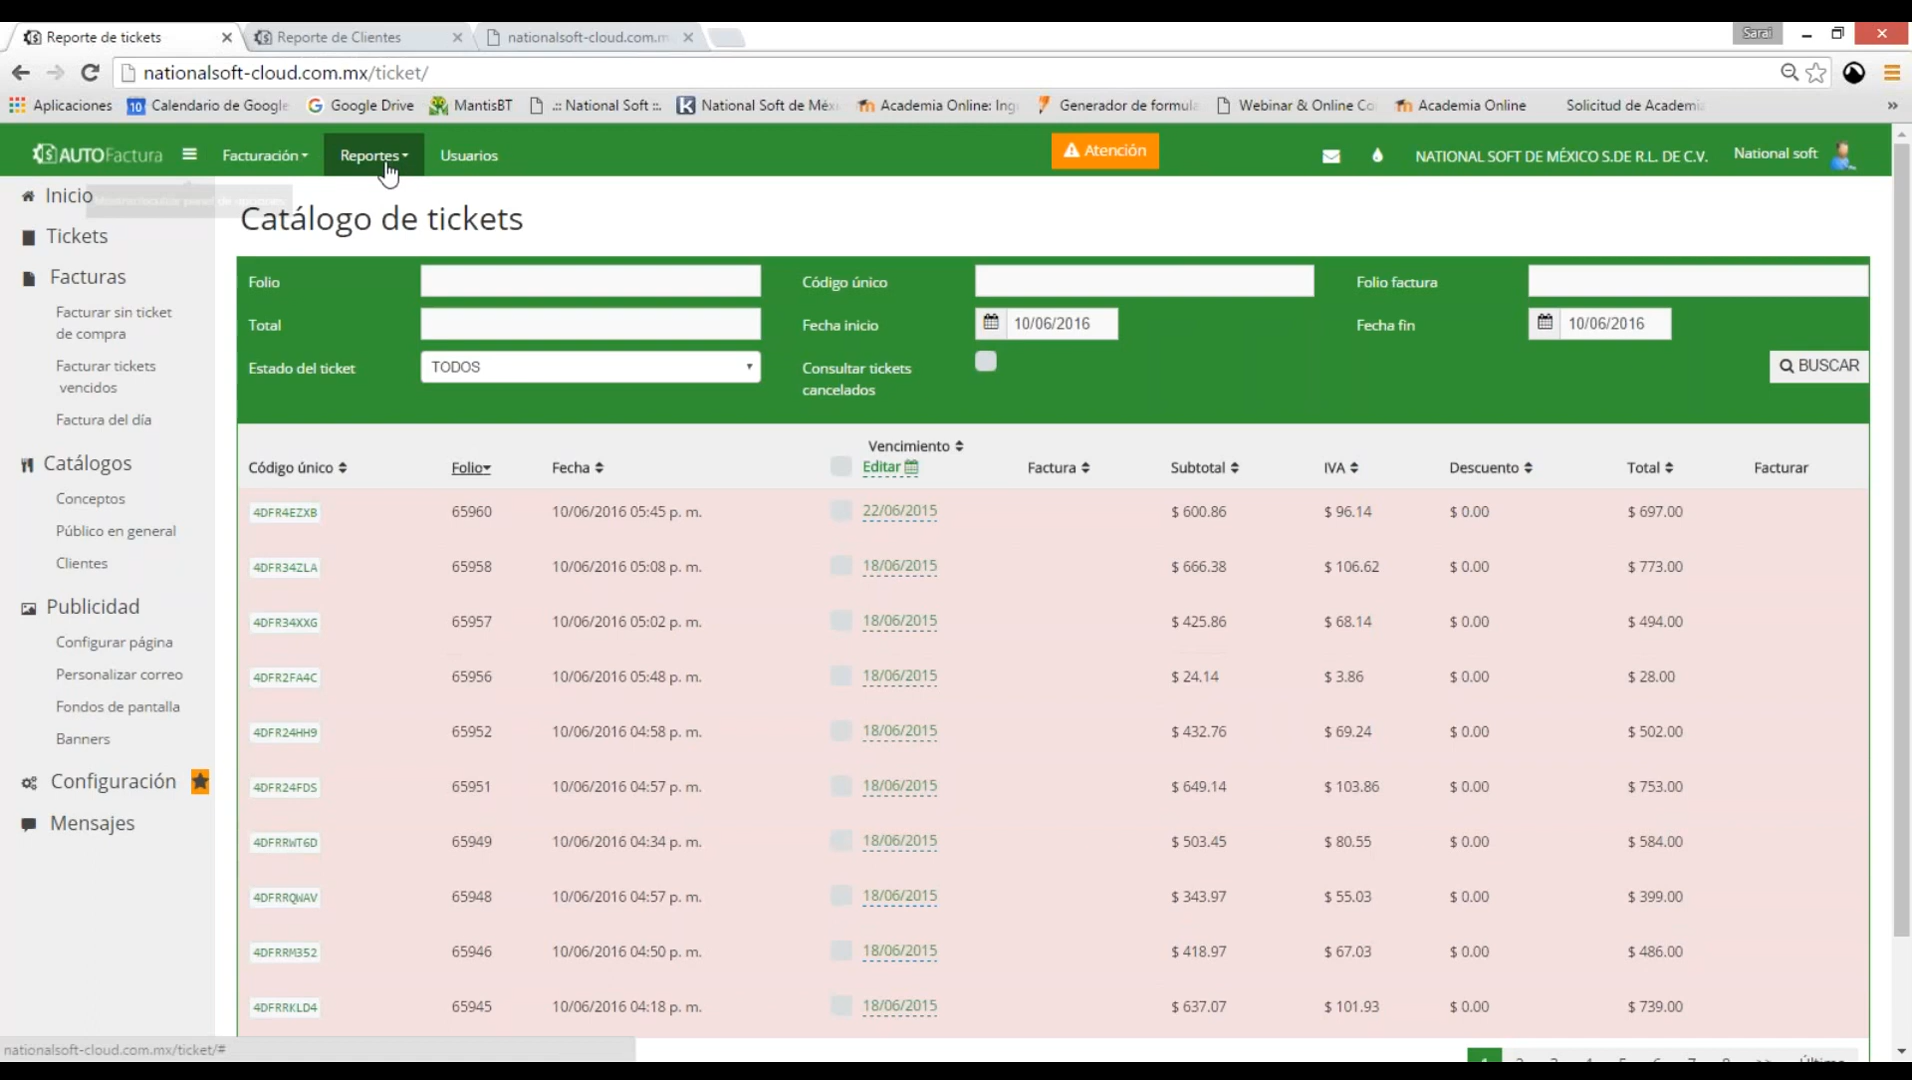 Reporte de tickets
Reporte de Clientes
nationalsoft-cloud.com.m
Sarai
nationalsoft-cloud.com.mx/ticket/
Aplicaciones
10 Calendario de Google
Google Drive
MantisBT
.:: National Soft ::.
National Soft de Méx
Academia Online: Ing
Generador de formula
Webinar & Online Co
Academia Online
Solicitud de Academi
»
AUTOFactura
Facturación
Reportes
Usuarios
Atención
NATIONAL SOFT DE MÉXICO S.DE R.L. DE C.V.
National soft
Inicio
Tickets
Facturas
Facturar sin ticket
de compra
Facturar tickets
vencidos
Factura del día
Catálogos
Conceptos
Público en general
Clientes
Publicidad
Configurar página
Personalizar correo
Fondos de pantalla
Banners
Configuración
Mensajes
Catálogo de tickets
Folio
Código único
Folio factura
Total
Fecha inicio 10/06/2016
Fecha fin 10/06/2016
Estado del ticket TODOS
Consultar tickets
cancelados
BUSCAR
Código único Folio Fecha Vencimiento Editar Factura Subtotal IVA Descuento Total Facturar
4DFR4EZXB 65960 10/06/2016 05:45 p. m. 22/06/2015 $ 600.86 $ 96.14 $ 0.00 $ 697.00
4DFR34ZLA 65958 10/06/2016 05:08 p. m. 18/06/2015 $ 666.38 $ 106.62 $ 0.00 $ 773.00
4DFR34XXG 65957 10/06/2016 05:02 p. m. 18/06/2015 $ 425.86 $ 68.14 $ 0.00 $ 494.00
4DFR2FA4C 65956 10/06/2016 05:48 p. m. 18/06/2015 $ 24.14 $ 3.86 $ 0.00 $ 28.00
4DFR24HH9 65952 10/06/2016 04:58 p. m. 18/06/2015 $ 432.76 $ 69.24 $ 0.00 $ 502.00
4DFR24FDS 65951 10/06/2016 04:57 p. m. 18/06/2015 $ 649.14 $ 103.86 $ 0.00 $ 753.00
4DFRRWT6D 65949 10/06/2016 04:34 p. m. 18/06/2015 $ 503.45 $ 80.55 $ 0.00 $ 584.00
4DFRRQWAV 65948 10/06/2016 04:57 p. m. 18/06/2015 $ 343.97 $ 55.03 $ 0.00 $ 399.00
4DFRRM352 65946 10/06/2016 04:50 p. m. 18/06/2015 $ 418.97 $ 67.03 $ 0.00 $ 486.00
4DFRRKLD4 65945 10/06/2016 04:18 p. m. 18/06/2015 $ 637.07 $ 101.93 $ 0.00 $ 739.00
nationalsoft-cloud.com.mx/ticket/#